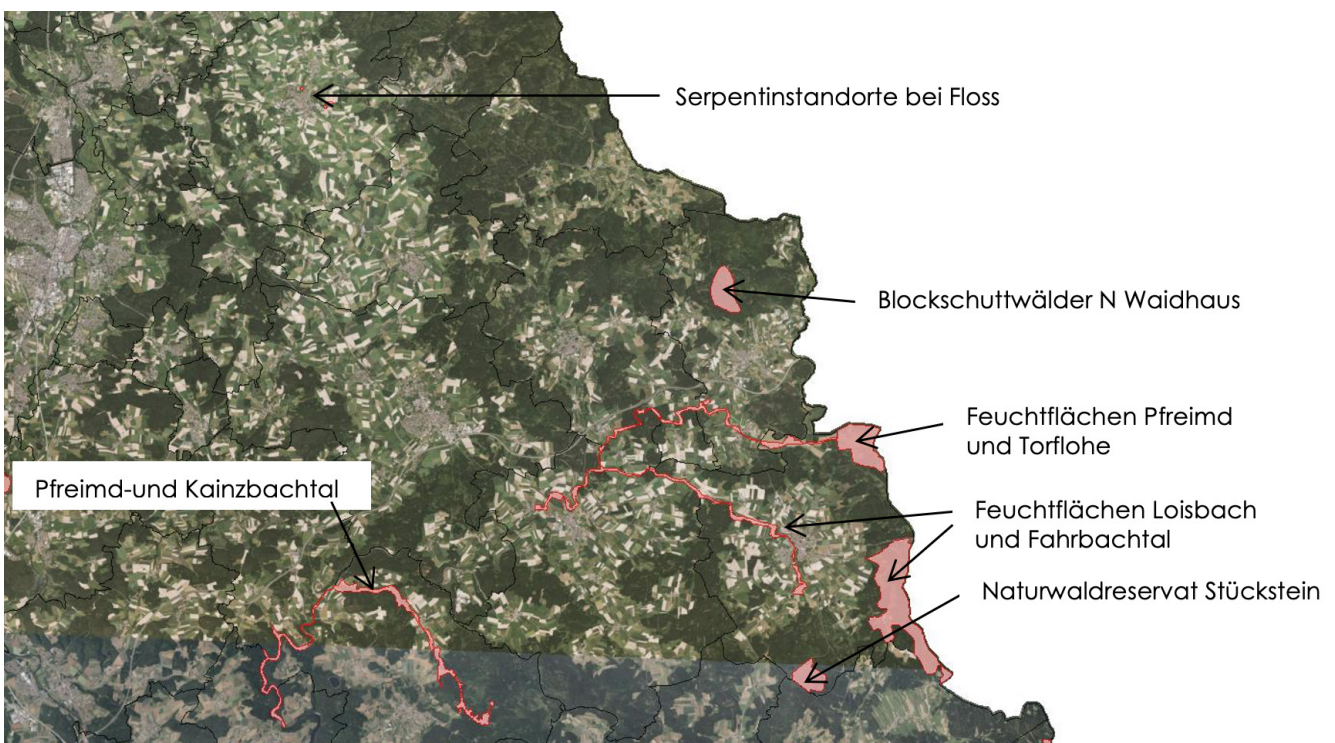 Serpentinstandorte bei Floss
Blockschuttwälder N Waidhaus
Feuchtflächen Pfreimd
und Torflohe
Pfreimd-und Kainzbachtal
Feuchtflächen Loisbach
und Fahrbachtal
Naturwaldreservat Stückstein